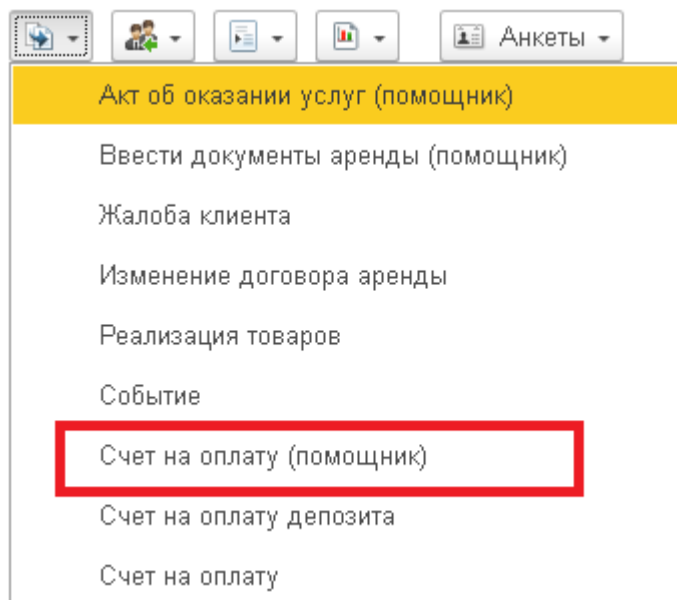 Анкеты
Акт об оказании услуг (помощник)
Ввести документы аренды (помощник)
Жалоба клиента
Изменение договора аренды
Реализация товаров
Событие
Счет на оплату (помощник)
Счет на оплату депозита
Счет на оплату